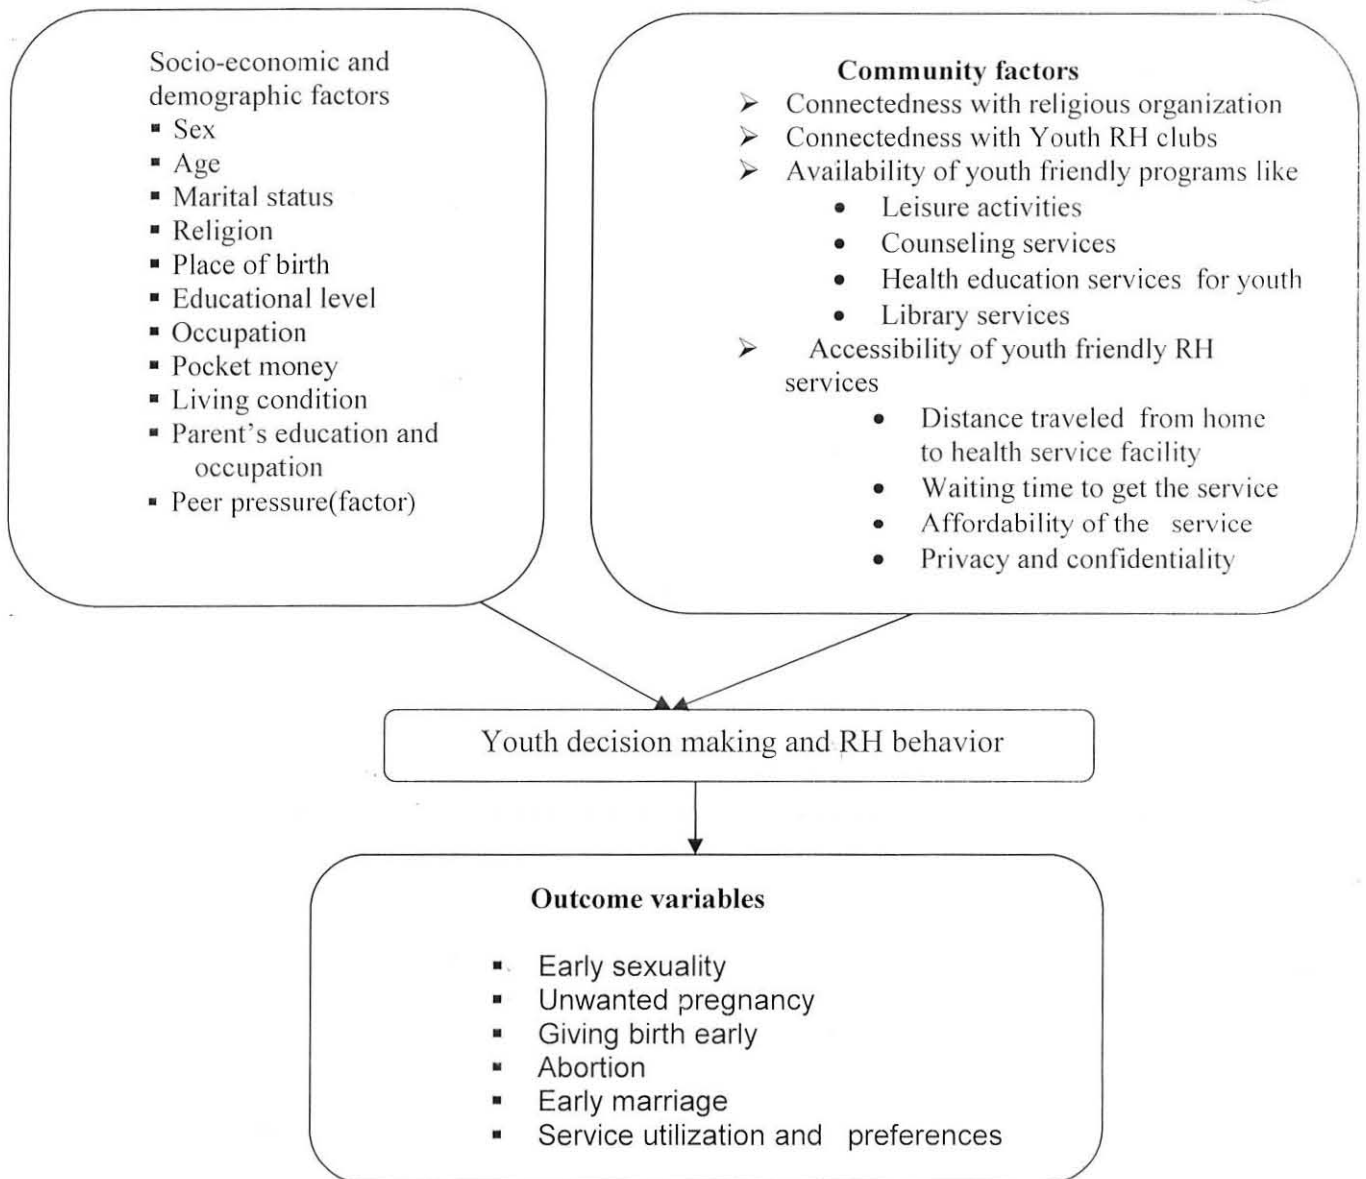 Socio-economic and
demographic factors
▪ Sex
▪ Age
▪ Marital status
▪ Religion
▪ Place of birth
▪ Educational level
▪ Occupation
▪ Pocket money
▪ Living condition
▪ Parent's education and
occupation
▪ Peer pressure(factor)
Community factors
➢ Connectedness with religious organization
➢ Connectedness with Youth RH clubs
➢ Availability of youth friendly programs like
• Leisure activities
• Counseling services
• Health education services for youth
• Library services
➢ Accessibility of youth friendly RH
services
• Distance traveled from home
to health service facility
• Waiting time to get the service
• Affordability of the service
• Privacy and confidentiality
Youth decision making and RH behavior
Outcome variables
▪ Early sexuality
▪ Unwanted pregnancy
▪ Giving birth early
▪ Abortion
▪ Early marriage
▪ Service utilization and preferences